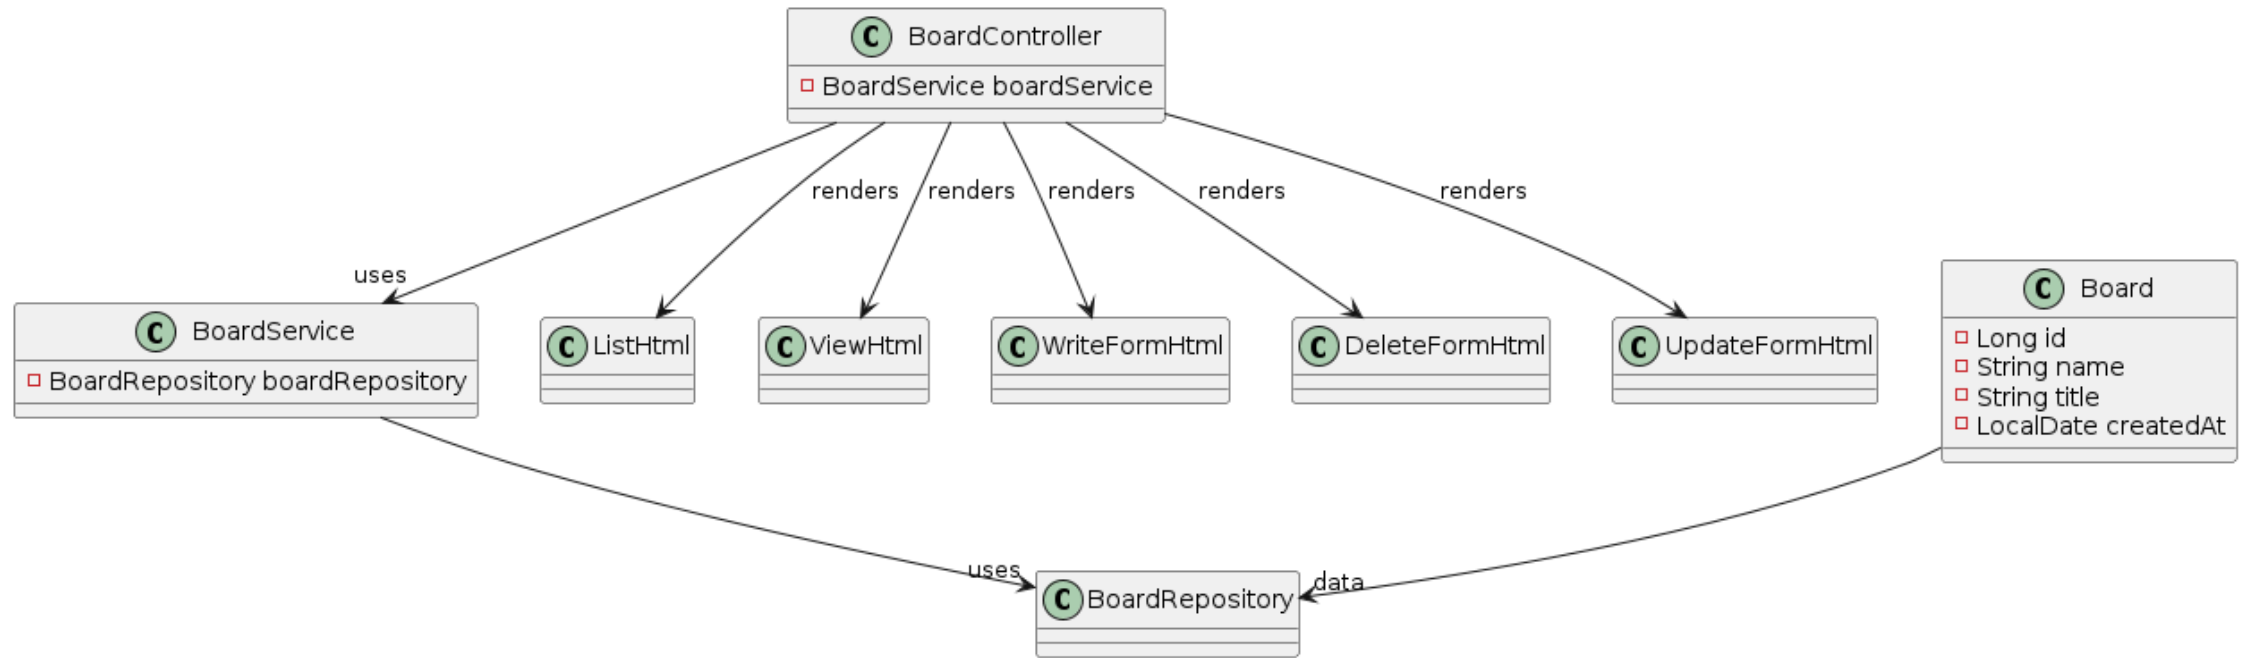 C BoardController
BoardService boardService
renders renders renders renders renders
uses
C BoardService
BoardRepository boardRepository
C ListHtml
C ViewHtml
C WriteFormHtml
C DeleteFormHtml
C UpdateFormHtml
C Board
Long id
String name
String title
LocalDate createdAt
uses
data
C BoardRepository